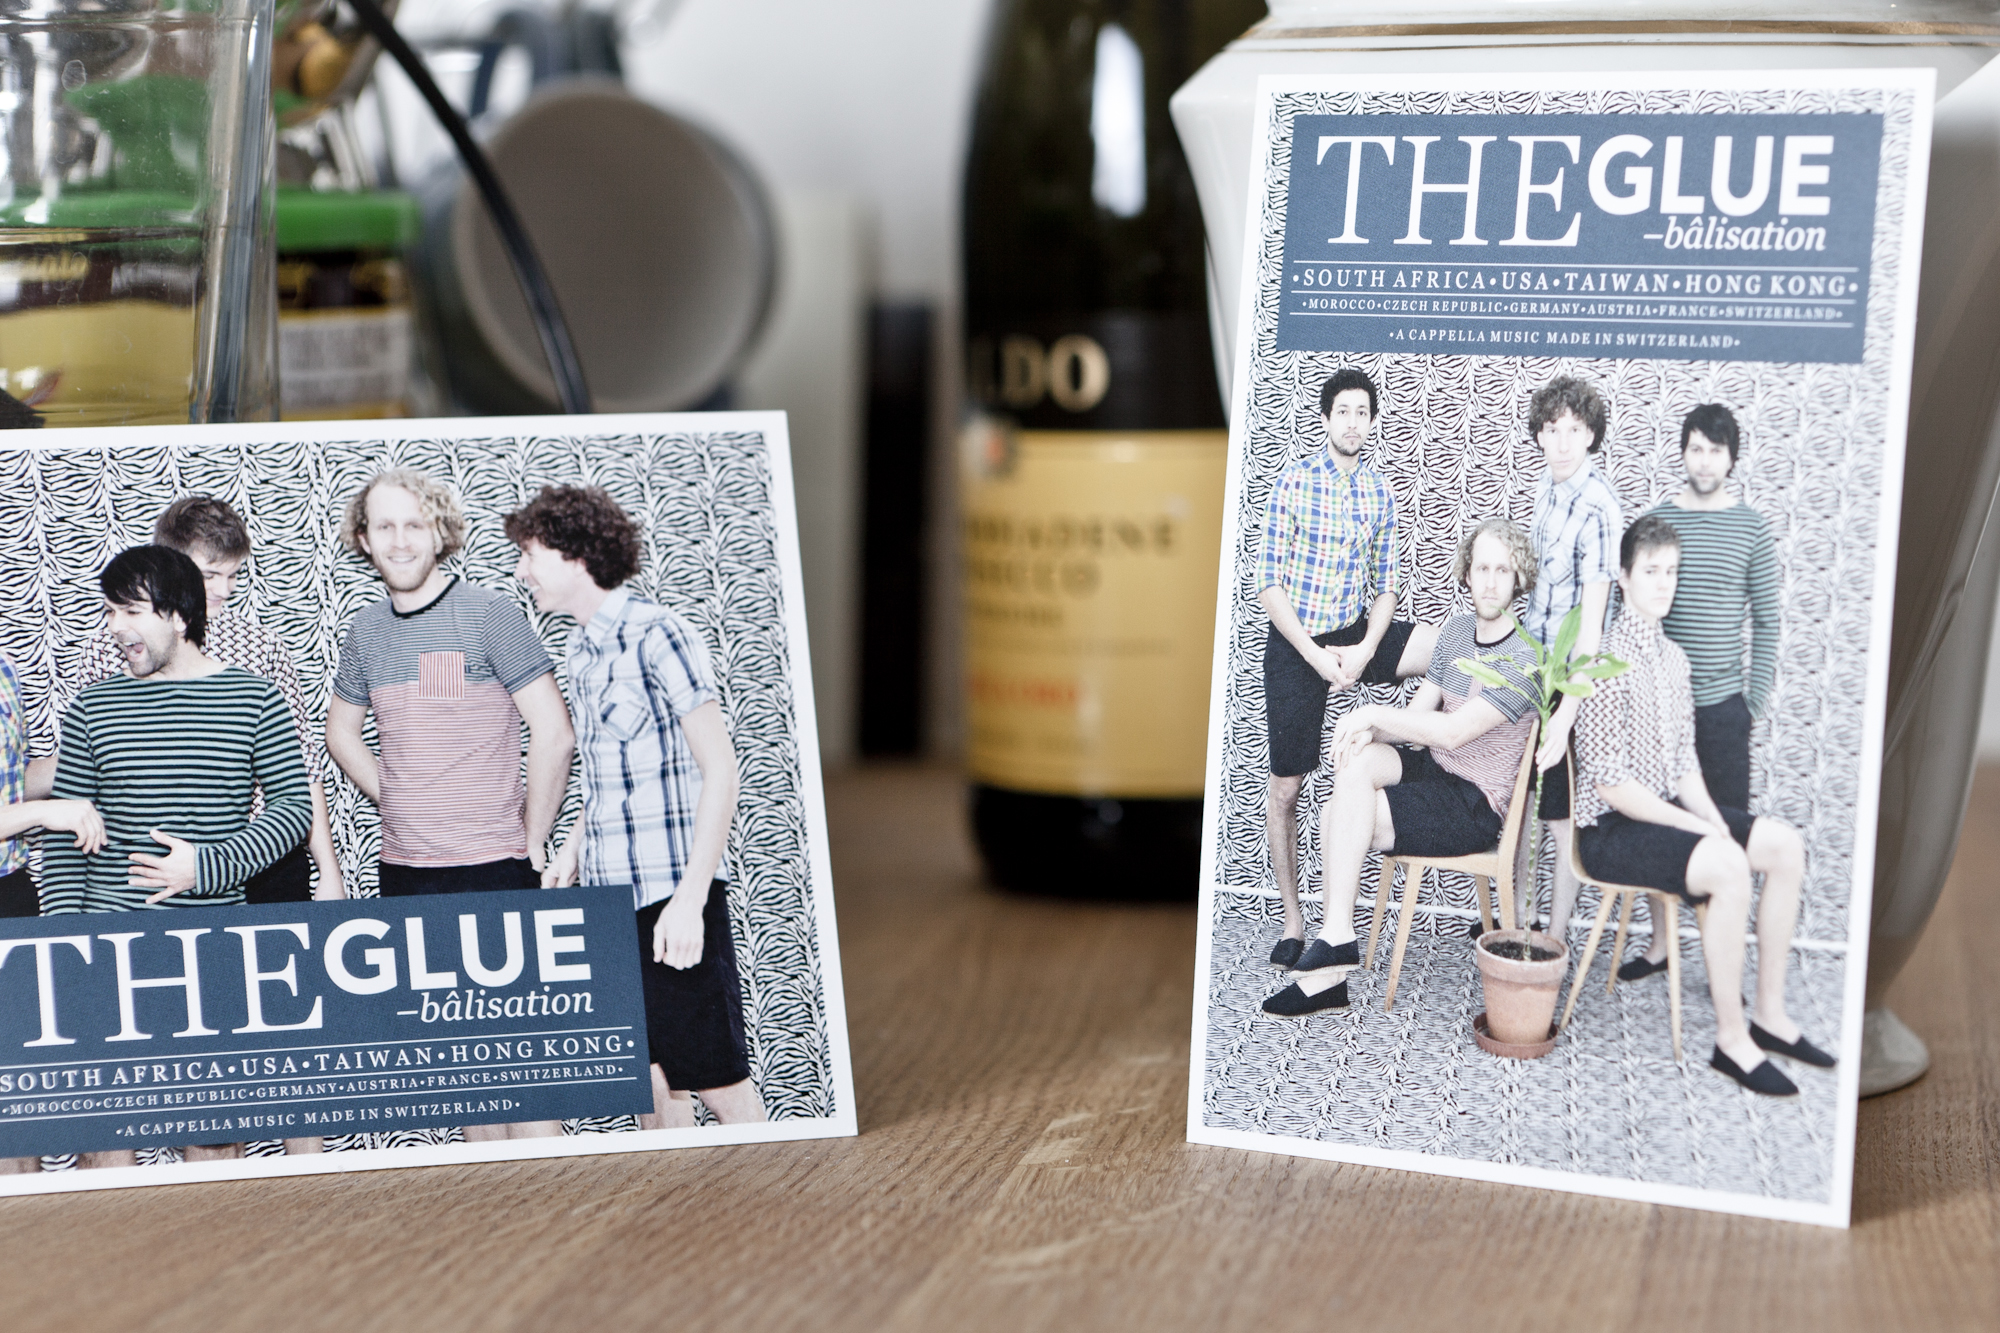 THE GLUE
–bâlisation
•SOUTH AFRICA•USA•TAIWAN•HONG KONG•
•MOROCCO•CZECH REPUBLIC•GERMANY•AUSTRIA•FRANCE•SWITZERLAND•
•A CAPPELLA MUSIC MADE IN SWITZERLAND•
THE GLUE
–bâlisation
SOUTH AFRICA•USA•TAIWAN•HONG KONG•
•MOROCCO•CZECH REPUBLIC•GERMANY•AUSTRIA•FRANCE•SWITZERLAND•
•A CAPPELLA MUSIC MADE IN SWITZERLAND•
DO